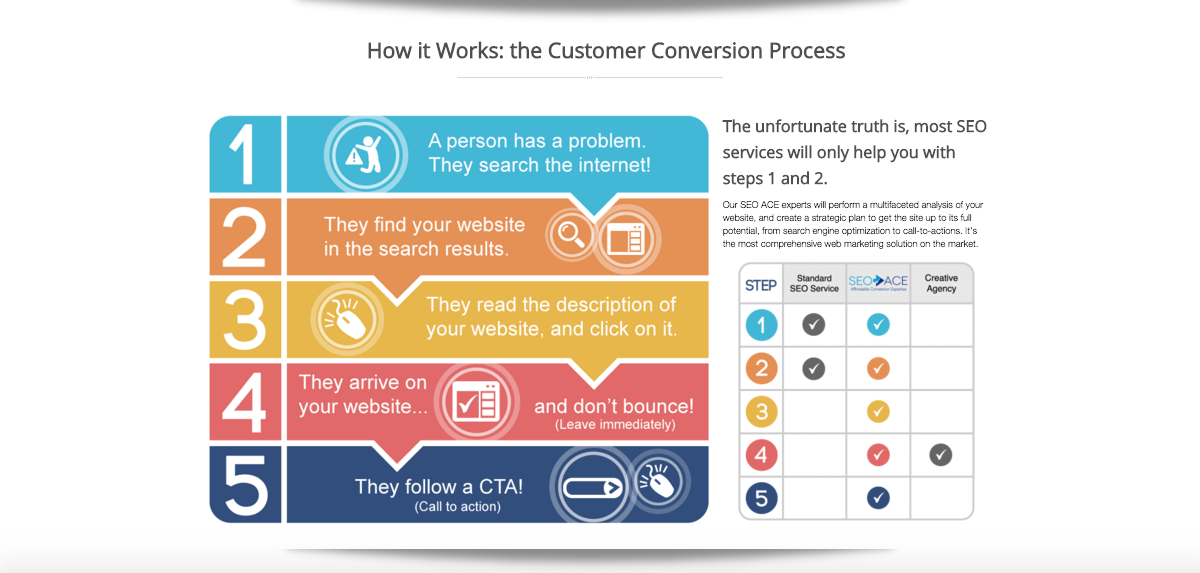 How it Works: the Customer Conversion Process
1
A person has a problem.
They search the internet!
2
They find your website
in the search results.
3
They read the description of
your website, and click on it.
4
They arrive on
your website...
and don't bounce!
(Leave immediately)
5
They follow a CTA!
(Call to action)
The unfortunate truth is, most SEO
services will only help you with
steps 1 and 2.
Our SEO ACE experts will perform a multifaceted analysis of your
website, and create a strategic plan to get the site up to its full
potential, from search engine optimization to call-to-actions. It's
the most comprehensive web marketing solution on the market.
STEP
Standard
SEO Service
SEO ACE
Affordable Conversion Expertise
Creative
Agency
1
2
3
4
5